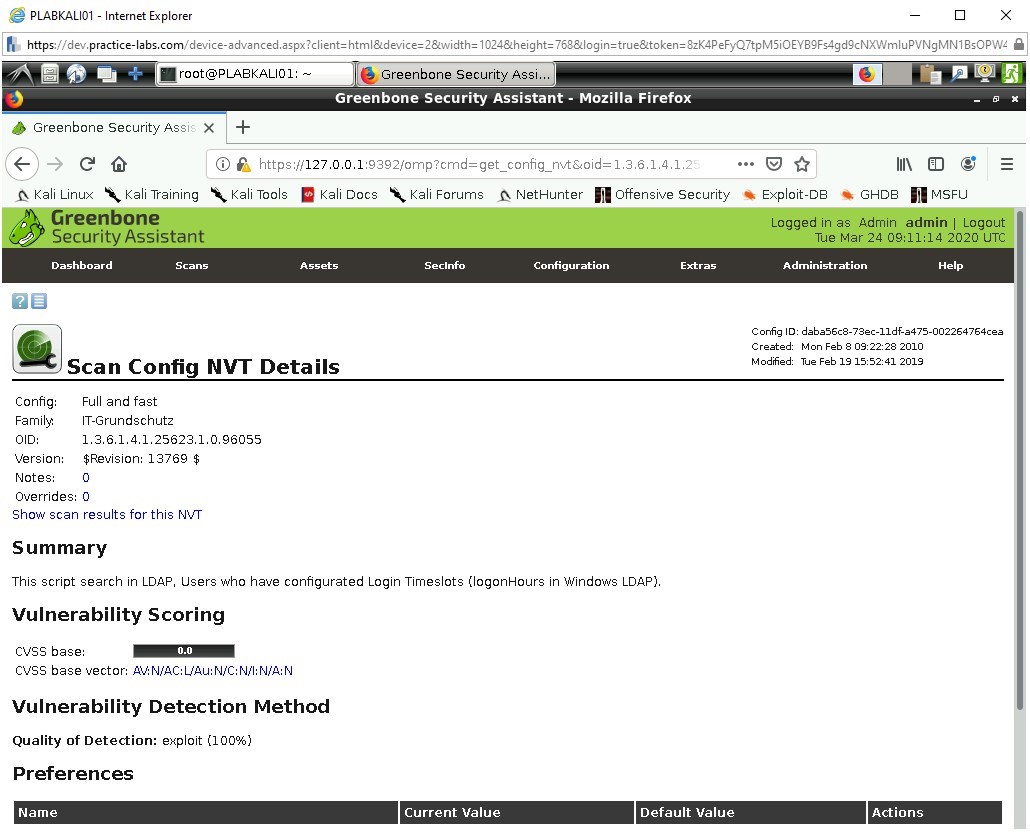 PLABKALI01 - Internet Explorer
https://dev.practice-labs.com/device-advanced.aspx?client=html&device=2&width=1024&height=768&login=true&token=8zK4PeFyQ7tpM5iOEYB9Fs4gd9cNXWmIuPVNgMN1BsOPW4
root@PLABKALI01: ~
Greenbone Security Assi...
Greenbone Security Assistant - Mozilla Firefox
Greenbone Security Assis
https://127.0.0.1:9392/omp?cmd=get_config_nvt&oid=1.3.6.1.4.1.25
Kali Linux Kali Training Kali Tools Kali Docs Kali Forums NetHunter Offensive Security Exploit-DB GHDB MSFU
Greenbone
Security Assistant
Logged in as Admin admin | Logout
Tue Mar 24 09:11:14 2020 UTC
Dashboard Scans Assets SecInfo Configuration Extras Administration Help
Scan Config NVT Details
Config ID: daba56c8-73ec-11df-a475-002264764cea
Created: Mon Feb 8 09:22:28 2010
Modified: Tue Feb 19 15:52:41 2019
Config: Full and fast
Family: IT-Grundschutz
OID: 1.3.6.1.4.1.25623.1.0.96055
Version: $Revision: 13769 $
Notes: 0
Overrides: 0
Show scan results for this NVT
Summary
This script search in LDAP, Users who have configurated Login Timeslots (logonHours in Windows LDAP).
Vulnerability Scoring
CVSS base: 0.0
CVSS base vector: AV:N/AC:L/Au:N/C:N/I:N/A:N
Vulnerability Detection Method
Quality of Detection: exploit (100%)
Preferences
Name Current Value Default Value Actions